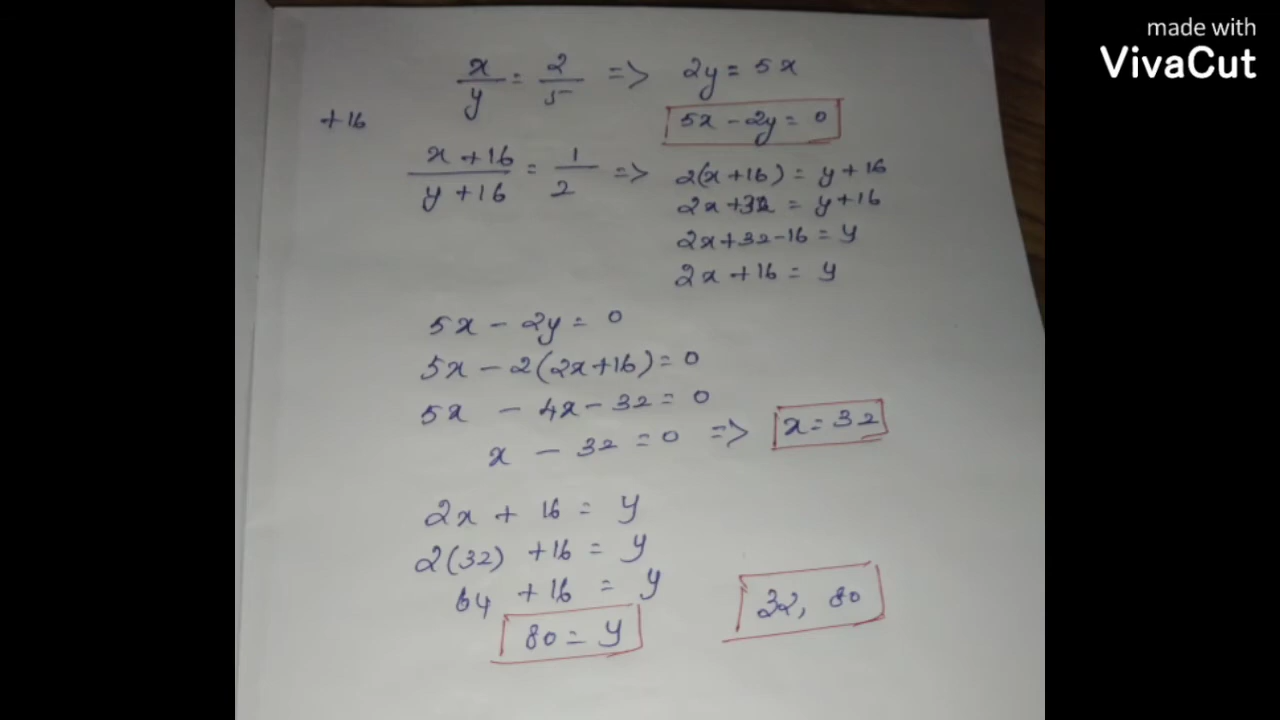 made with
VivaCut
x/y = 2/5 => 2y = 5x
+16
5x - 2y = 0
x+16/y+16 = 1/2 => 2(x+16) = y+16
2x+32 = y+16
2x+32-16 = y
2x+16 = y
5x - 2y = 0
5x - 2(2x+16) = 0
5x - 4x - 32 = 0
x - 32 = 0 => x = 32
2x + 16 = y
2(32) + 16 = y
64 + 16 = y
80 = y
32, 80